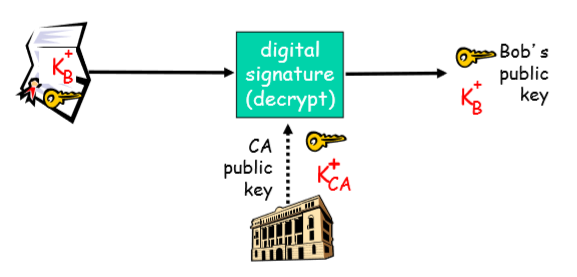 K+B
digital
signature
(decrypt)
Bob's
public
key
K+B
CA
public
key
K+CA